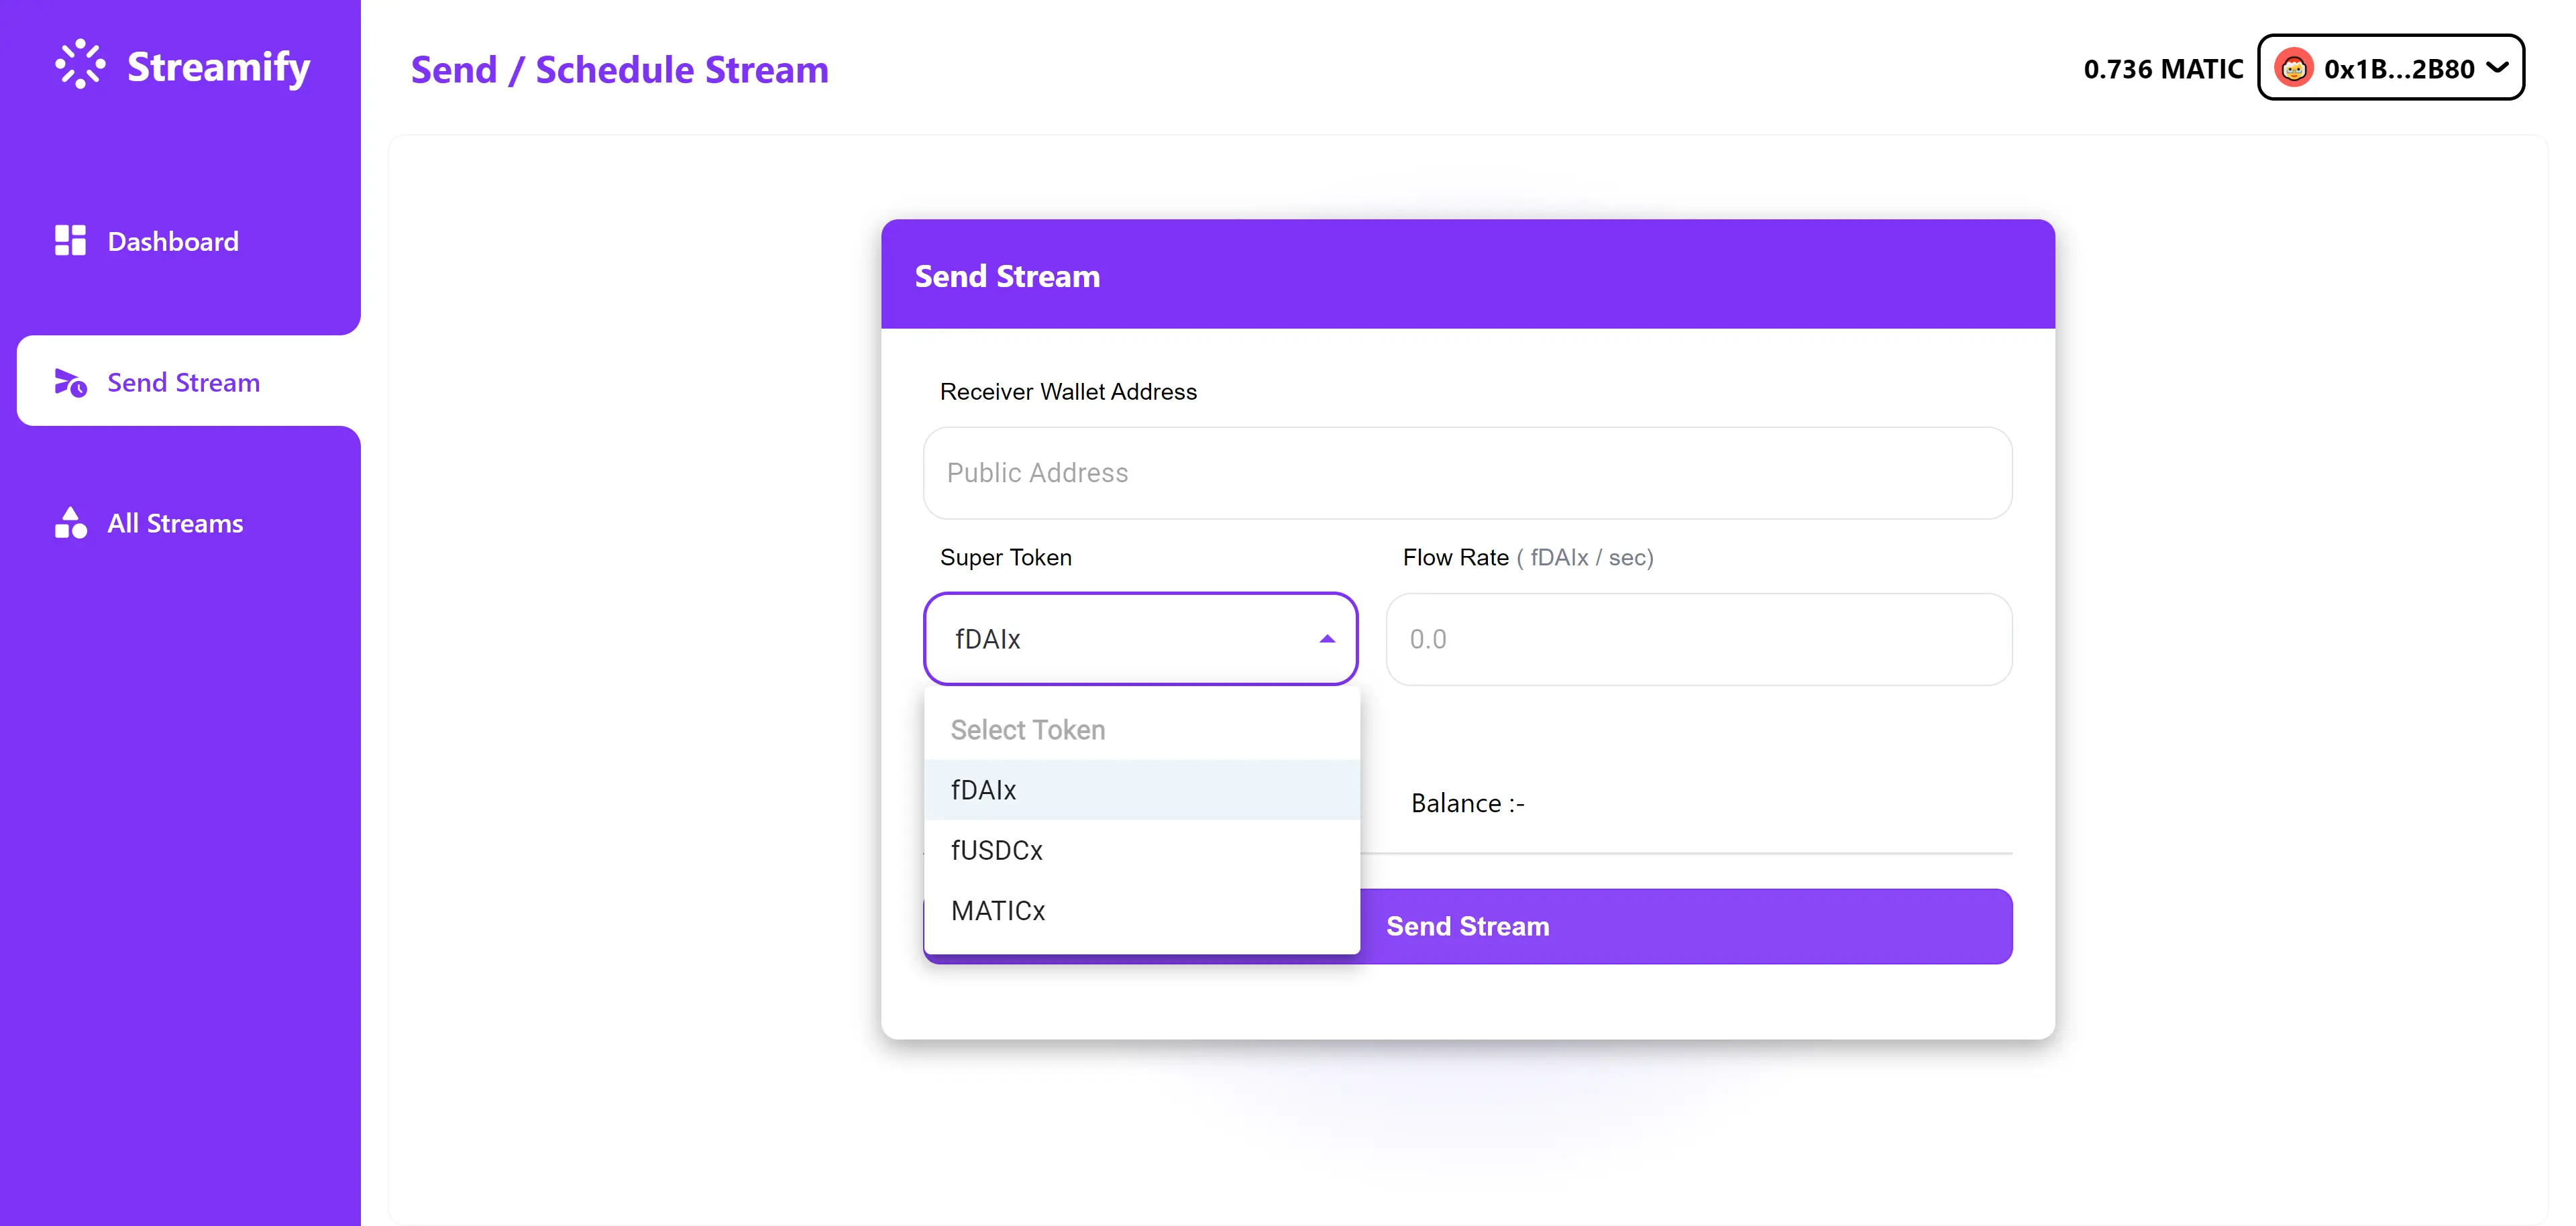 Streamify
Send / Schedule Stream
0.736 MATIC
0x1B...2B80
Dashboard
Send Stream
All Streams
Send Stream
Receiver Wallet Address
Public Address
Super Token
Flow Rate ( fDAIx / sec)
fDAIx
0.0
Select Token
fDAIx
fUSDCx
MATICx
Balance :-
Send Stream